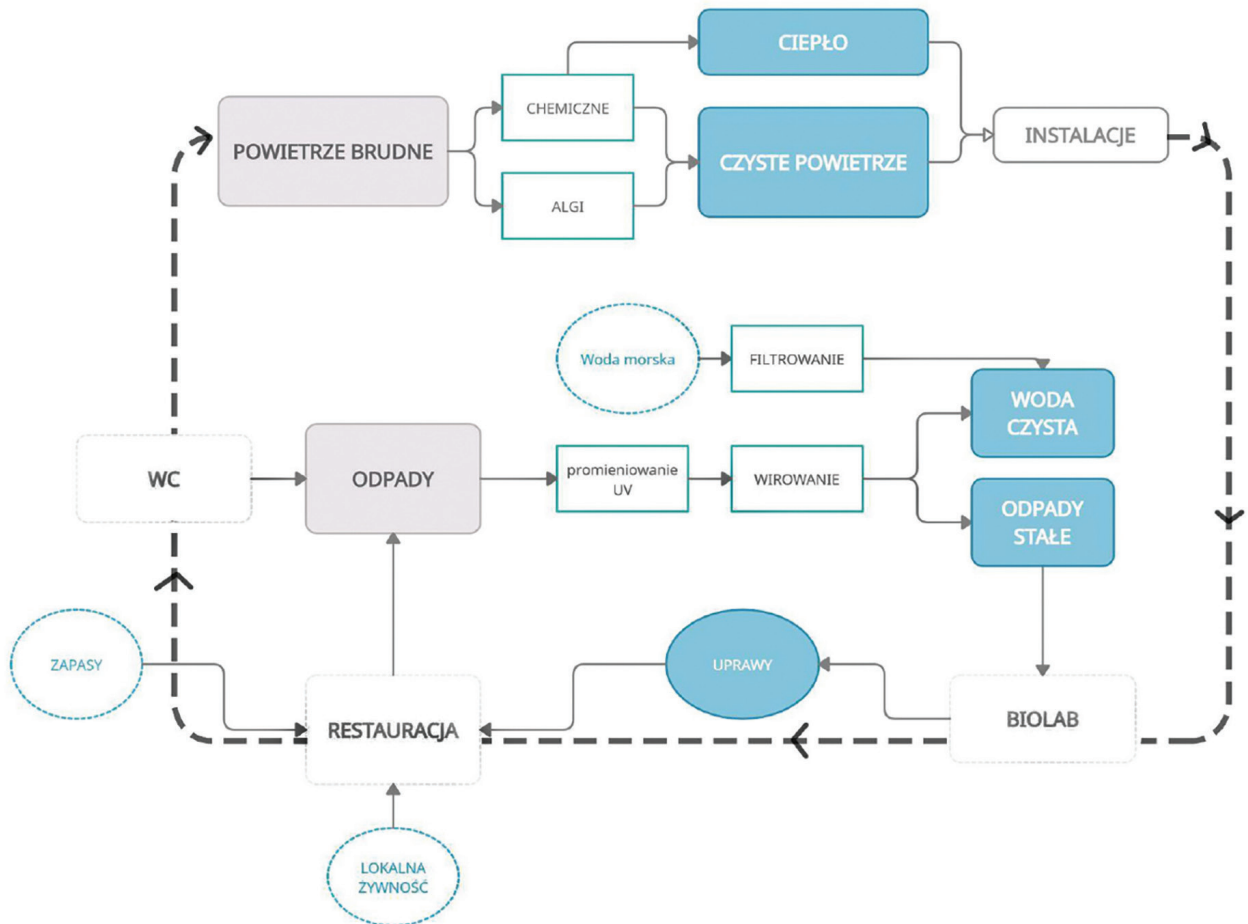 CIEPŁO
CHEMICZNE
POWIETRZE BRUDNE
CZYSTE POWIETRZE
INSTALACJE
ALGI
Woda morska
FILTROWANIE
WODA
CZYSTA
WC
ODPADY
promieniowanie
UV
WIROWANIE
ODPADY
STAŁE
ZAPASY
UPRAWY
RESTAURACJA
BIOLAB
LOKALNA
ŻYWNOŚĆ